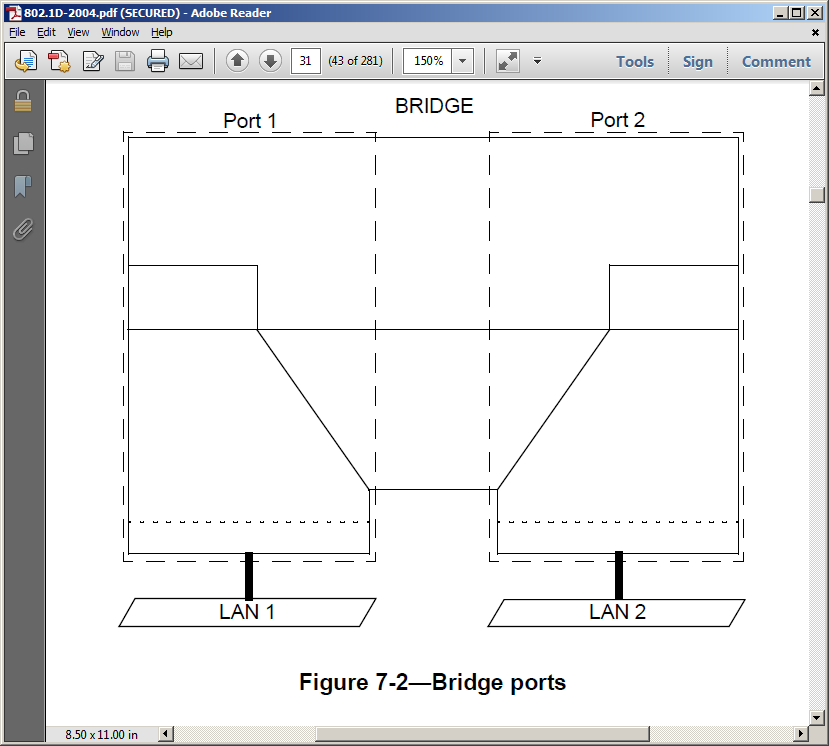 802.1D-2004.pdf (SECURED) - Adobe Reader
File Edit View Window Help
31 (43 of 281) 150% Tools Sign Comment
BRIDGE
Port 1 Port 2
LAN 1 LAN 2
Figure 7-2—Bridge ports
8.50 x 11.00 in